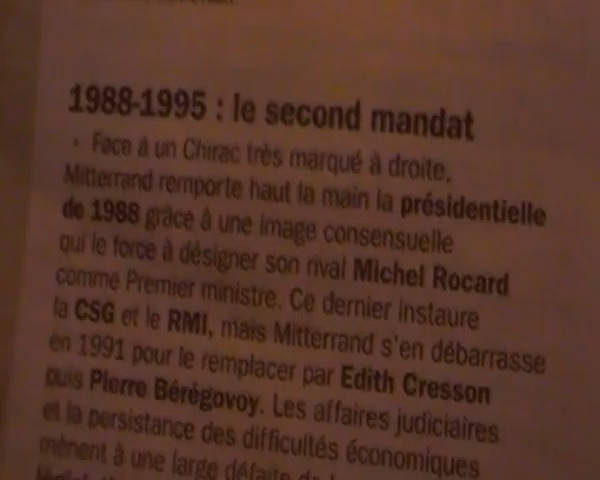 1988-1995 : le second mandat
· Face à un Chirac très marqué à droite,
Mitterrand remporte haut la main la présidentielle
de 1988 grâce à une image consensuelle
qui le force à désigner son rival Michel Rocard
comme Premier ministre. Ce dernier instaure
la CSG et le RMI, mais Mitterrand s'en débarrasse
en 1991 pour le remplacer par Edith Cresson
puis Pierre Bérégovoy. Les affaires judiciaires
et la persistance des difficultés économiques
mènent à une large défaite